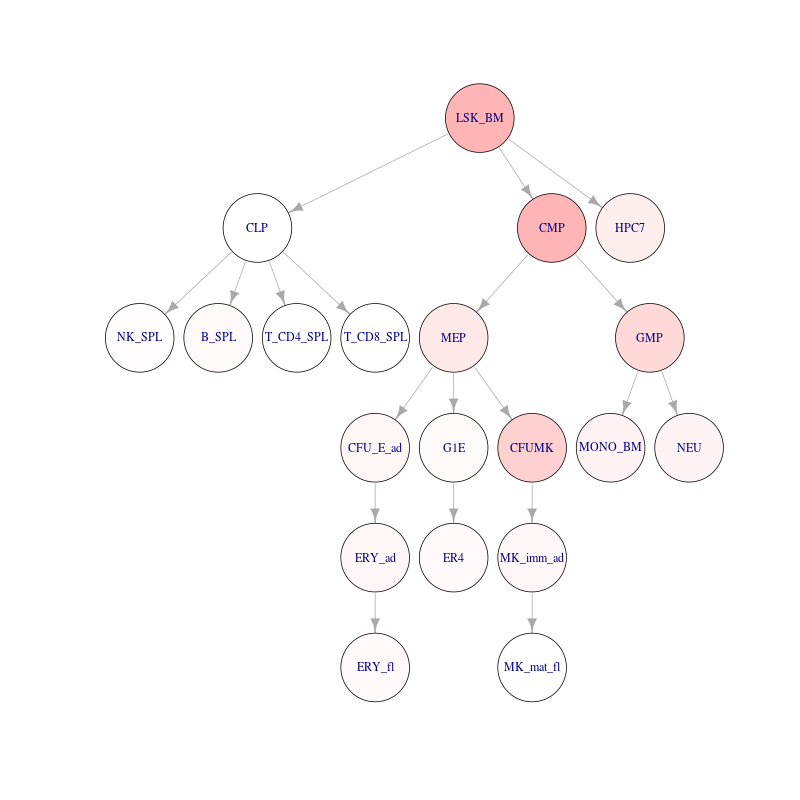 LSK_BM
CLP
CMP
HPC7
NK_SPL
B_SPL
T_CD4_SPL
T_CD8_SPL
MEP
GMP
CFU_E_ad
G1E
CFUMK
MONO_BM
NEU
ERY_ad
ER4
MK_imm_ad
ERY_fl
MK_mat_fl